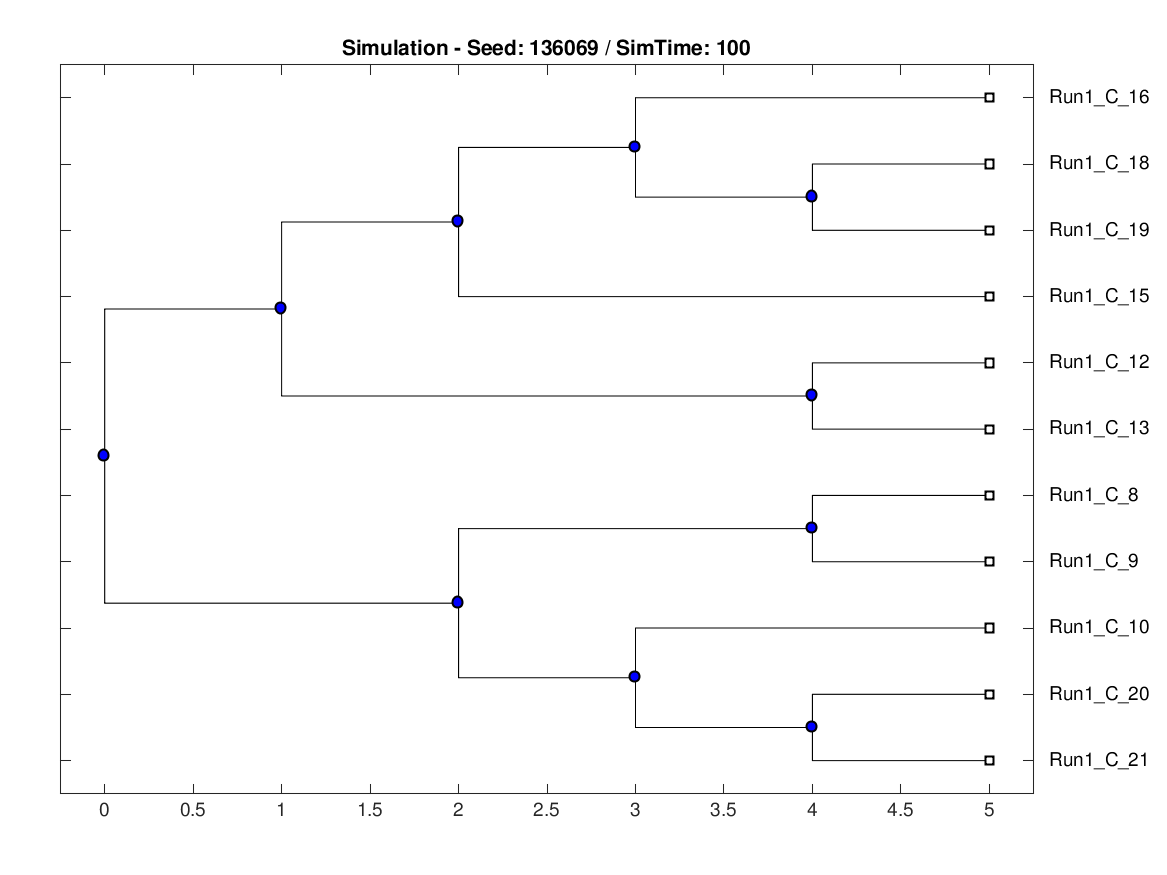 Simulation - Seed: 136069 / SimTime: 100
Run1_C_16
Run1_C_18
Run1_C_19
Run1_C_15
Run1_C_12
Run1_C_13
Run1_C_8
Run1_C_9
Run1_C_10
Run1_C_20
Run1_C_21
0 0.5 1 1.5 2 2.5 3 3.5 4 4.5 5